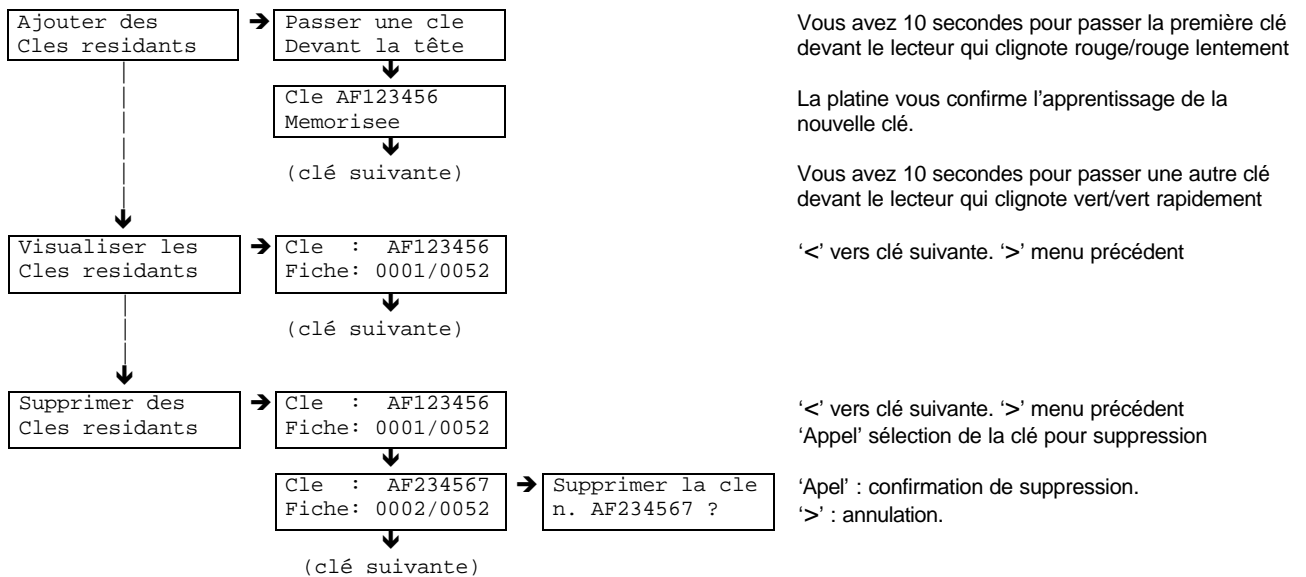 Ajouter des
Cles residants
➔
Passer une cle
Devant la tête
Vous avez 10 secondes pour passer la première clé
devant le lecteur qui clignote rouge/rouge lentement
Cle AF123456
Memorisee
La platine vous confirme l’apprentissage de la
nouvelle clé.
(clé suivante)
Vous avez 10 secondes pour passer une autre clé
devant le lecteur qui clignote vert/vert rapidement
Visualiser les
Cles residants
➔
Cle : AF123456
Fiche: 0001/0052
‘<’ vers clé suivante. ‘>’ menu précédent
(clé suivante)
Supprimer des
Cles residants
➔
Cle : AF123456
Fiche: 0001/0052
‘<’ vers clé suivante. ‘>’ menu précédent
‘Appel’ sélection de la clé pour suppression
Cle : AF234567
Fiche: 0002/0052
➔
Supprimer la cle
n. AF234567 ?
‘Apel’ : confirmation de suppression.
‘>’ : annulation.
(clé suivante)